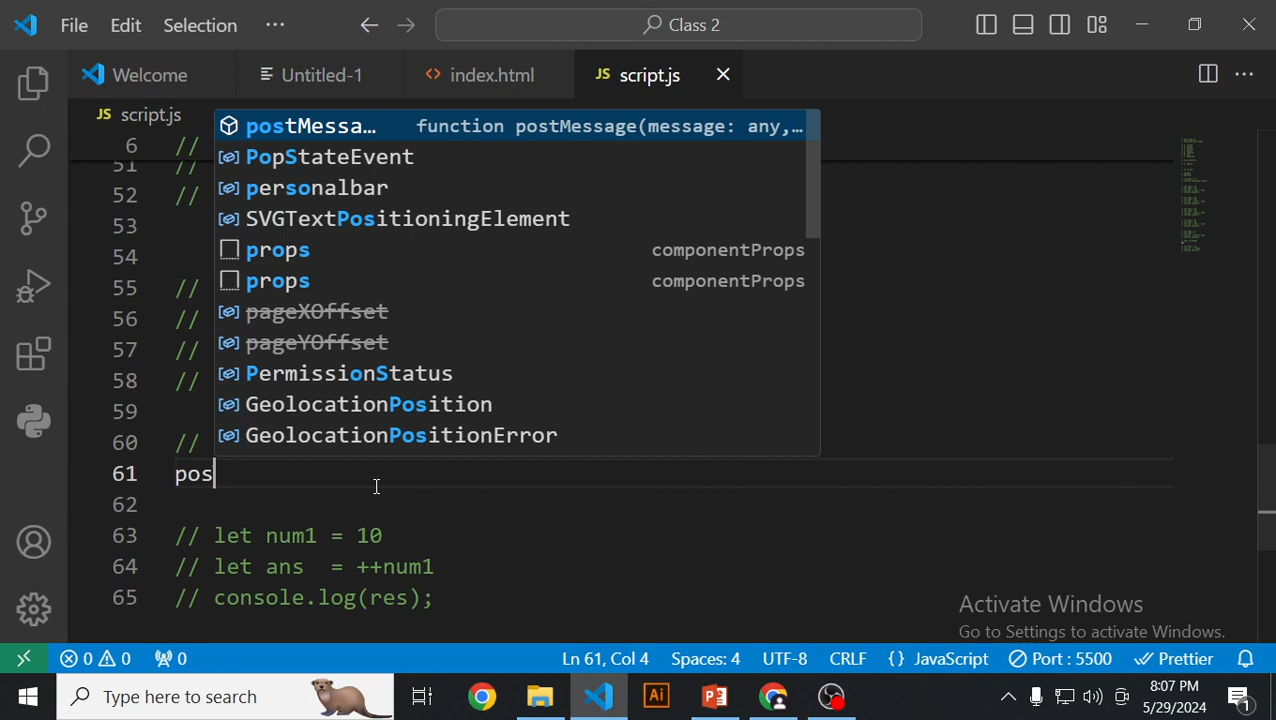 File Edit Selection ··· Class 2
Welcome Untitled-1 index.html JS script.js
JS script.js
postMessa... function postMessage(message: any,...
PopStateEvent
personalbar
SVGTextPositioningElement
props componentProps
props componentProps
pageXOffset
pageYOffset
PermissionStatus
GeolocationPosition
GeolocationPositionError
6 //
51 //
52 //
53
54
55 //
56 //
57 //
58 //
59
60 //
61 pos
62
63 // let num1 = 10
64 // let ans  = ++num1
65 // console.log(res);
Activate Windows
Go to Settings to activate Windows.
0 0 0 Ln 61, Col 4 Spaces: 4 UTF-8 CRLF {} JavaScript Port : 5500 Prettier
Type here to search Ai 8:07 PM
5/29/2024 1